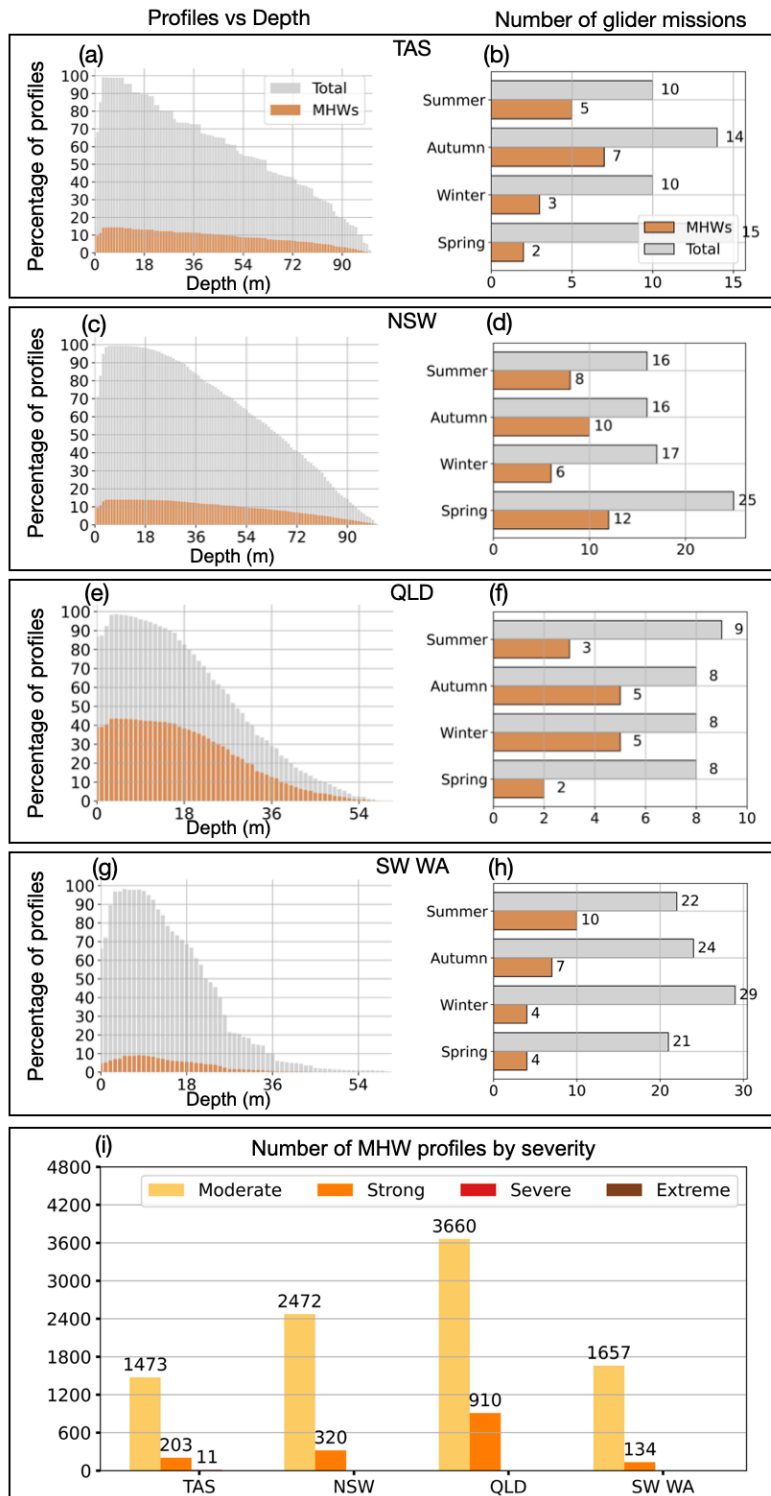 Profiles vs Depth
Number of glider missions
(a)
TAS
(b)
Percentage of profiles
100
90
80
70
60
50
40
30
20
10
0
Total
MHWs
0 18 36 54 72 90
Depth (m)
Summer
Autumn
Winter
Spring
10
5
14
7
10
3
15
2
MHWs
Total
0 5 10 15
(c)
NSW
(d)
Percentage of profiles
100
90
80
70
60
50
40
30
20
10
0
0 18 36 54 72 90
Depth (m)
Summer
Autumn
Winter
Spring
16
8
16
10
17
6
25
12
0 10 20
(e)
QLD
(f)
Percentage of profiles
100
90
80
70
60
50
40
30
20
10
0
0 18 36 54
Depth (m)
Summer
Autumn
Winter
Spring
9
3
8
5
8
5
8
2
0 2 4 6 8 10
(g)
SW WA
(h)
Percentage of profiles
100
90
80
70
60
50
40
30
20
10
0
0 18 36 54
Depth (m)
Summer
Autumn
Winter
Spring
22
10
24
7
29
4
21
4
0 10 20 30
(i)
Number of MHW profiles by severity
4800
4200
3600
3000
2400
1800
1200
600
0
Moderate Strong Severe Extreme
1473
203 11
2472
320
3660
910
1657
134
TAS NSW QLD SW WA